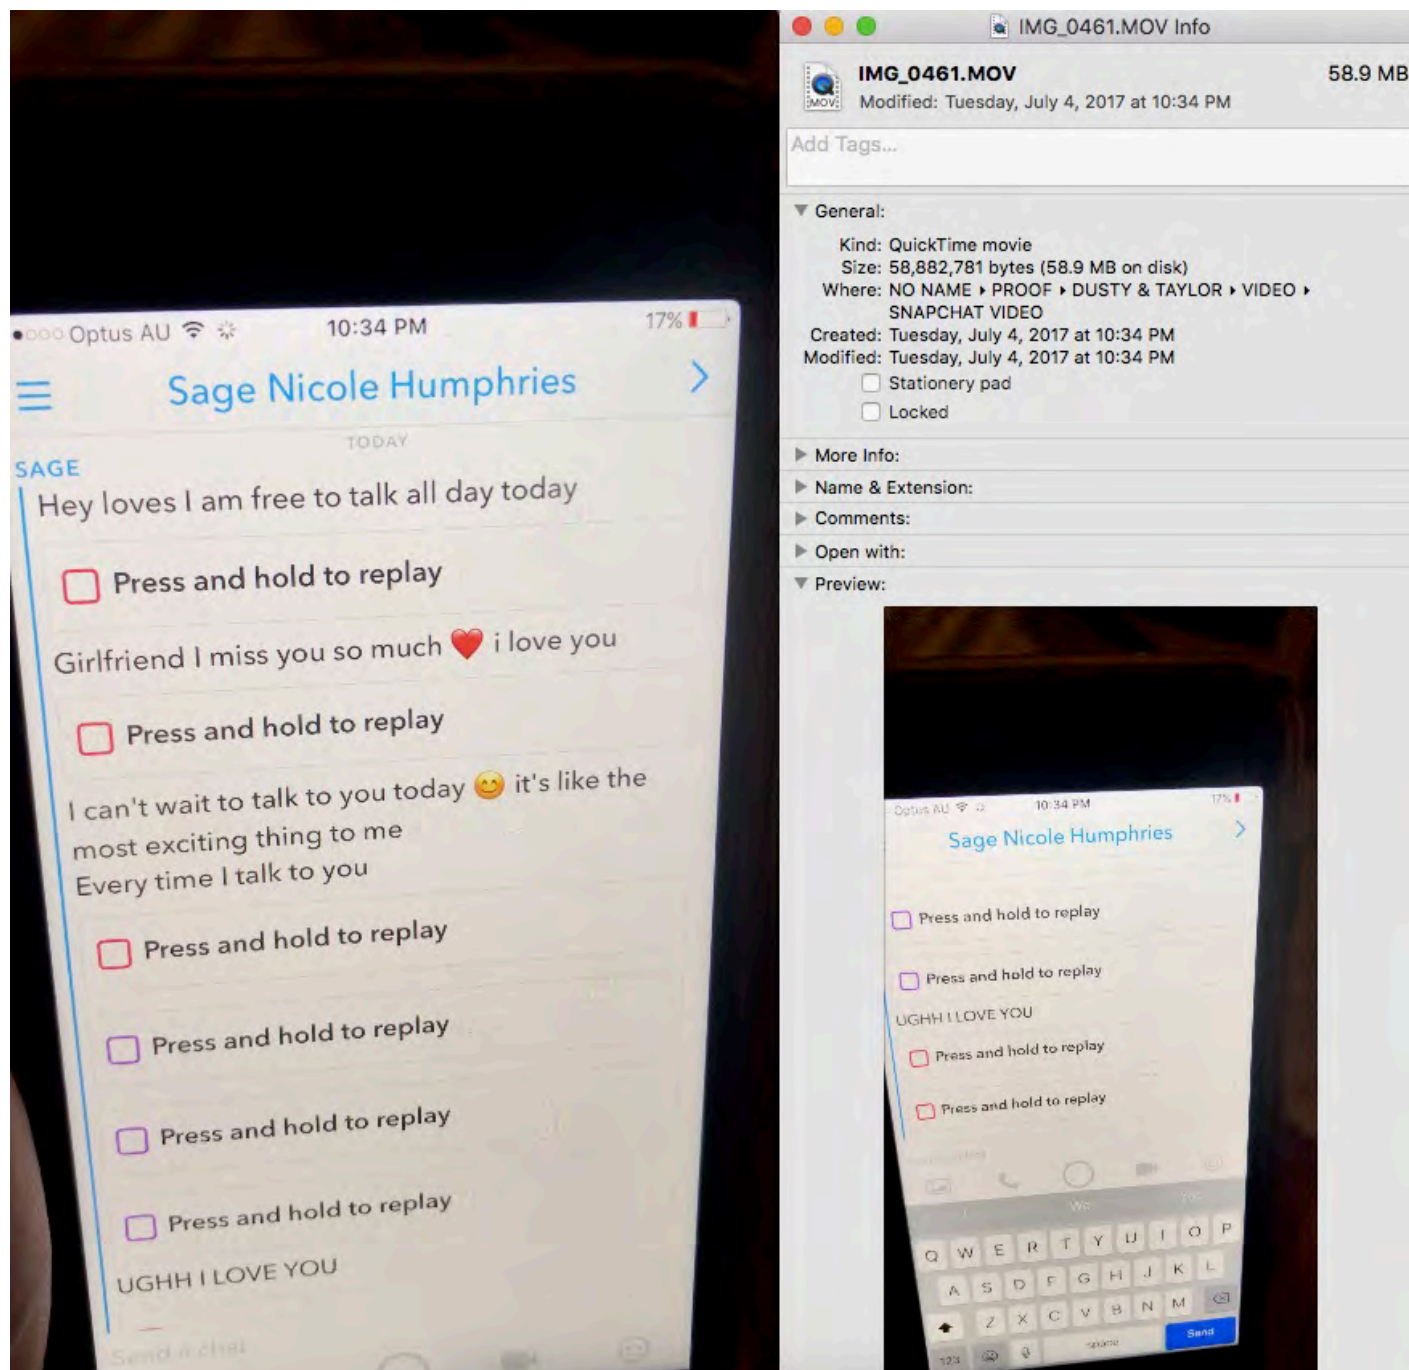 Optus AU 10:34 PM 17%
Sage Nicole Humphries
TODAY
SAGE
Hey loves I am free to talk all day today
Press and hold to replay
Girlfriend I miss you so much ❤️ i love you
Press and hold to replay
I can't wait to talk to you today 😊 it's like the
most exciting thing to me
Every time I talk to you
Press and hold to replay
Press and hold to replay
Press and hold to replay
Press and hold to replay
UGHH I LOVE YOU
Send a chat
IMG_0461.MOV Info
MOV
IMG_0461.MOV 58.9 MB
Modified: Tuesday, July 4, 2017 at 10:34 PM
Add Tags...
General:
Kind: QuickTime movie
Size: 58,882,781 bytes (58.9 MB on disk)
Where: NO NAME ▸ PROOF ▸ DUSTY & TAYLOR ▸ VIDEO ▸
SNAPCHAT VIDEO
Created: Tuesday, July 4, 2017 at 10:34 PM
Modified: Tuesday, July 4, 2017 at 10:34 PM
Stationery pad
Locked
More Info:
Name & Extension:
Comments:
Open with:
Preview:
Optus AU 10:34 PM 17%
Sage Nicole Humphries
Press and hold to replay
Press and hold to replay
UGHH I LOVE YOU
Press and hold to replay
Press and hold to replay
Q W E R T Y U I O P
A S D F G H J K L
Z X C V B N M
123 space Send